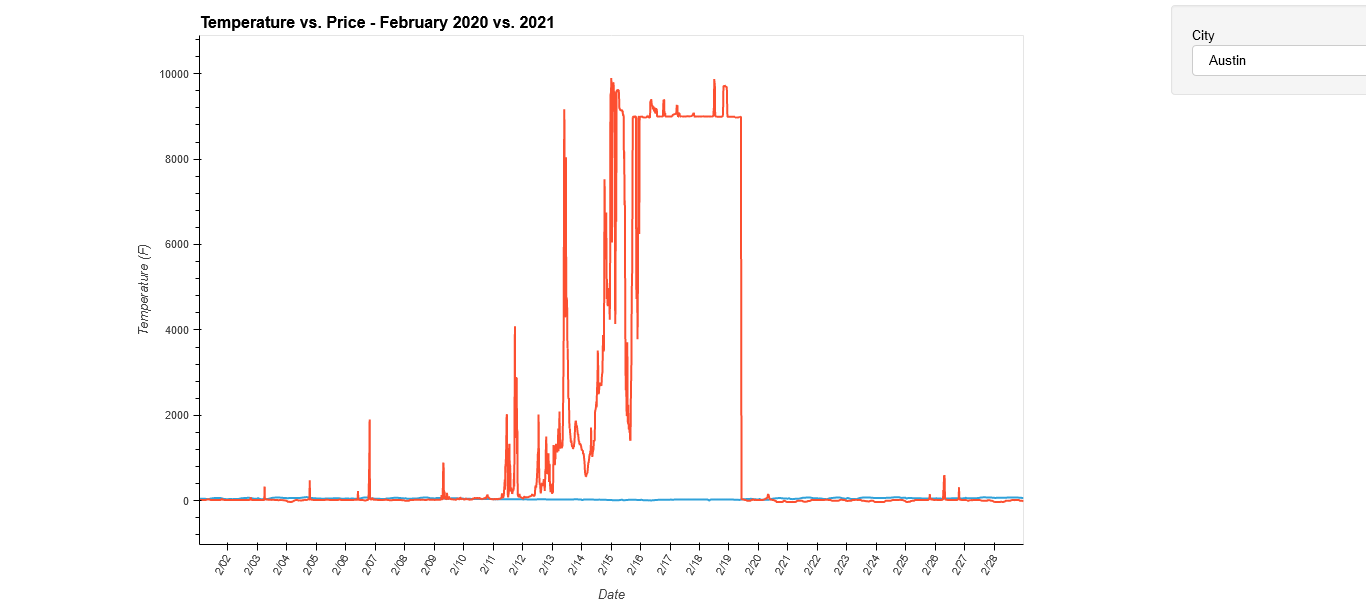 Temperature vs. Price - February 2020 vs. 2021
City
Austin
10000
8000
6000
4000
2000
0
Temperature (F)
2/02 2/03 2/04 2/05 2/06 2/07 2/08 2/09 2/10 2/11 2/12 2/13 2/14 2/15 2/16 2/17 2/18 2/19 2/20 2/21 2/22 2/23 2/24 2/25 2/26 2/27 2/28
Date